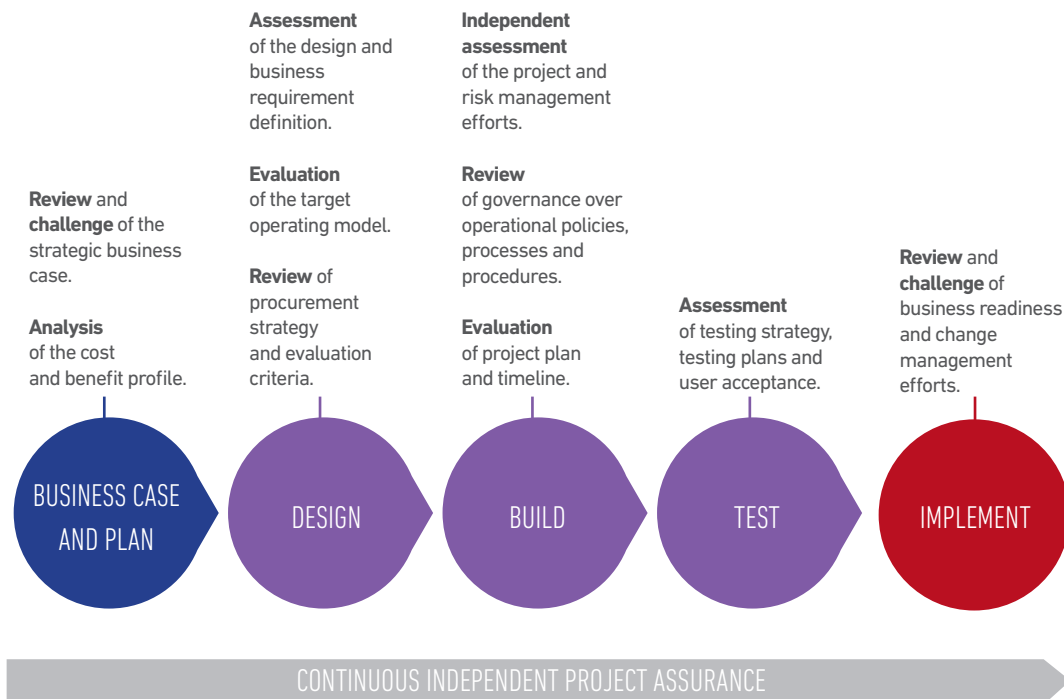 Review and
challenge of the
strategic business
case.
Analysis
of the cost
and benefit profile.
BUSINESS CASE
AND PLAN
Assessment
of the design and
business
requirement
definition.
Evaluation
of the target
operating model.
Review of
procurement
strategy
and evaluation
criteria.
DESIGN
Independent
assessment
of the project and
risk management
efforts.
Review
of governance over
operational policies,
processes and
procedures.
Evaluation
of project plan
and timeline.
BUILD
Assessment
of testing strategy,
testing plans and
user acceptance.
TEST
Review and
challenge of
business readiness
and change
management
efforts.
IMPLEMENT
CONTINUOUS INDEPENDENT PROJECT ASSURANCE